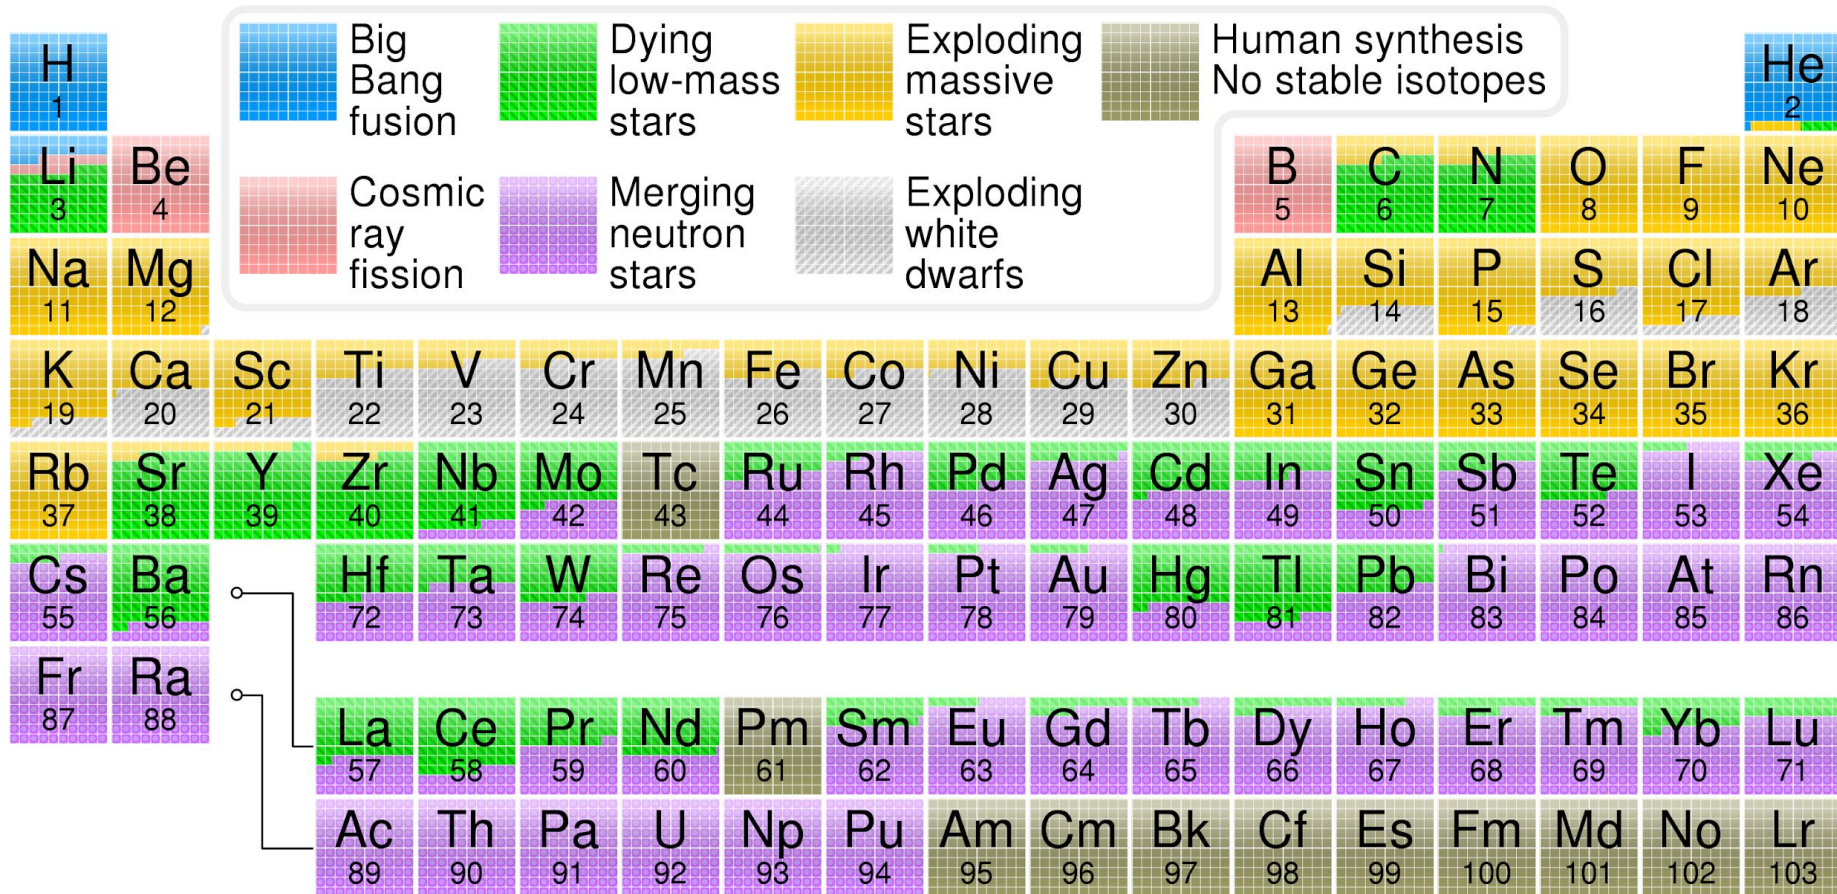 Big
Bang
fusion
Dying
low-mass
stars
Exploding
massive
stars
Human synthesis
No stable isotopes
Cosmic
ray
fission
Merging
neutron
stars
Exploding
white
dwarfs
H He
1 2
Li Be B C N O F Ne
3 4 5 6 7 8 9 10
Na Mg Al Si P S Cl Ar
11 12 13 14 15 16 17 18
K Ca Sc Ti V Cr Mn Fe Co Ni Cu Zn Ga Ge As Se Br Kr
19 20 21 22 23 24 25 26 27 28 29 30 31 32 33 34 35 36
Rb Sr Y Zr Nb Mo Tc Ru Rh Pd Ag Cd In Sn Sb Te I Xe
37 38 39 40 41 42 43 44 45 46 47 48 49 50 51 52 53 54
Cs Ba Hf Ta W Re Os Ir Pt Au Hg Tl Pb Bi Po At Rn
55 56 72 73 74 75 76 77 78 79 80 81 82 83 84 85 86
Fr Ra
87 88
La Ce Pr Nd Pm Sm Eu Gd Tb Dy Ho Er Tm Yb Lu
57 58 59 60 61 62 63 64 65 66 67 68 69 70 71
Ac Th Pa U Np Pu Am Cm Bk Cf Es Fm Md No Lr
89 90 91 92 93 94 95 96 97 98 99 100 101 102 103